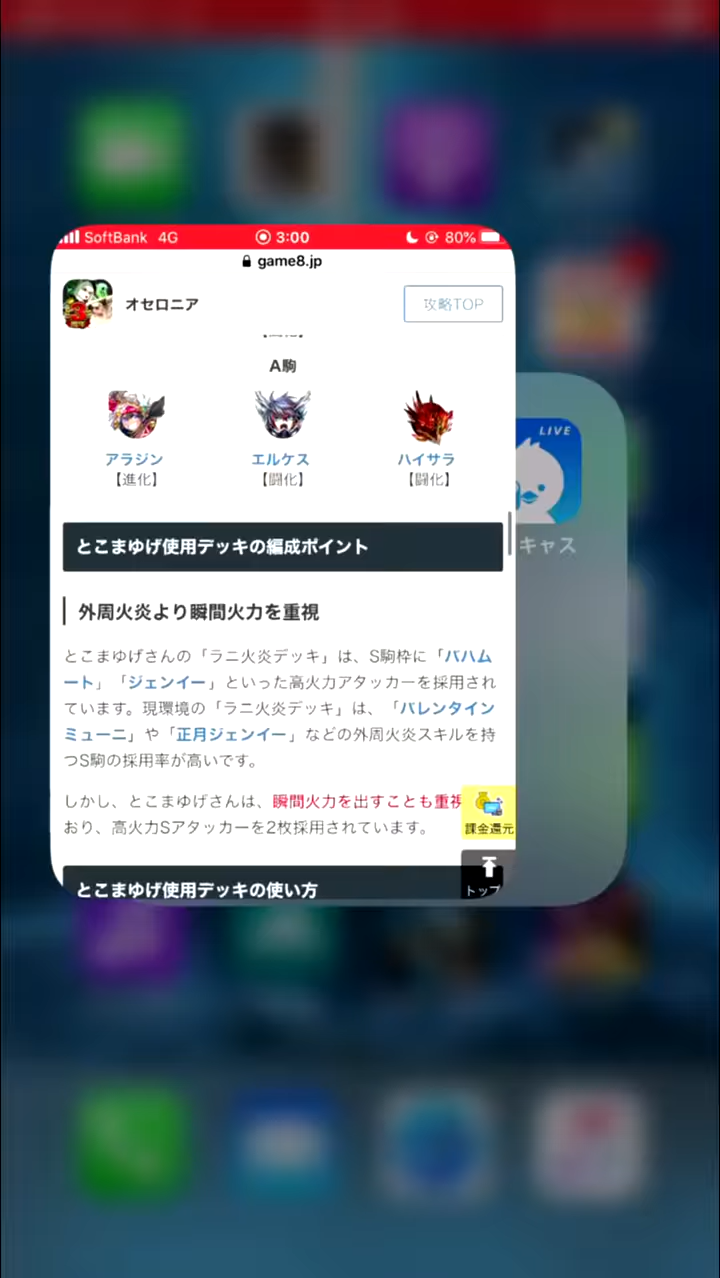 SoftBank 4G 3:00 80%
game8.jp
オセロニア 攻略TOP
A駒
アラジン エルケス ハイサラ
【進化】 【闘化】 【闘化】
LIVE
キャス
とこまゆげ使用デッキの編成ポイント
外周火炎より瞬間火力を重視
とこまゆげさんの「ラニ火炎デッキ」は、S駒枠に「バハム
ート」「ジェンイー」といった高火力アタッカーを採用され
ています。現環境の「ラニ火炎デッキ」は、「バレンタイン
ミューニ」や「正月ジェンイー」などの外周火炎スキルを持
つS駒の採用率が高いです。
しかし、とこまゆげさんは、瞬間火力を出すことも重視
おり、高火力Sアタッカーを2枚採用されています。
課金還元
トップ
とこまゆげ使用デッキの使い方